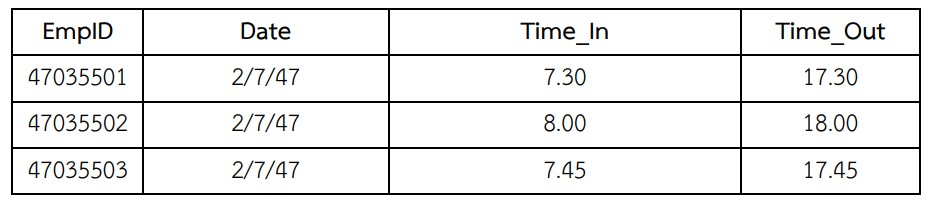 EmpID Date Time_In Time_Out
47035501 2/7/47 7.30 17.30
47035502 2/7/47 8.00 18.00
47035503 2/7/47 7.45 17.45